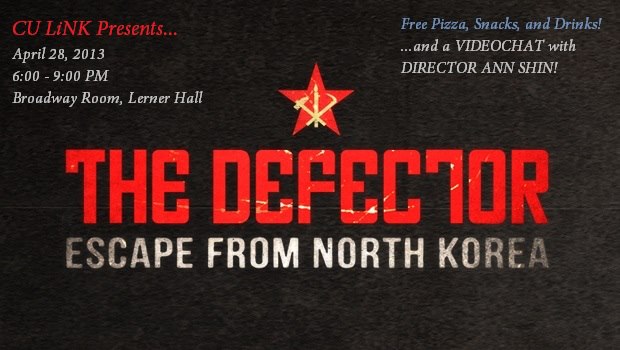 CU LiNK Presents...
April 28, 2013
6:00 - 9:00 PM
Broadway Room, Lerner Hall
Free Pizza, Snacks, and Drinks!
...and a VIDEOCHAT with
DIRECTOR ANN SHIN!
THE DEFECTOR
ESCAPE FROM NORTH KOREA